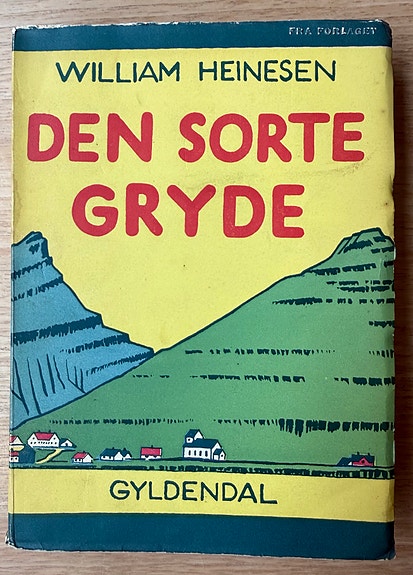 FRA FORLAGET
WILLIAM HEINESEN
DEN SORTE
GRYDE
GYLDENDAL